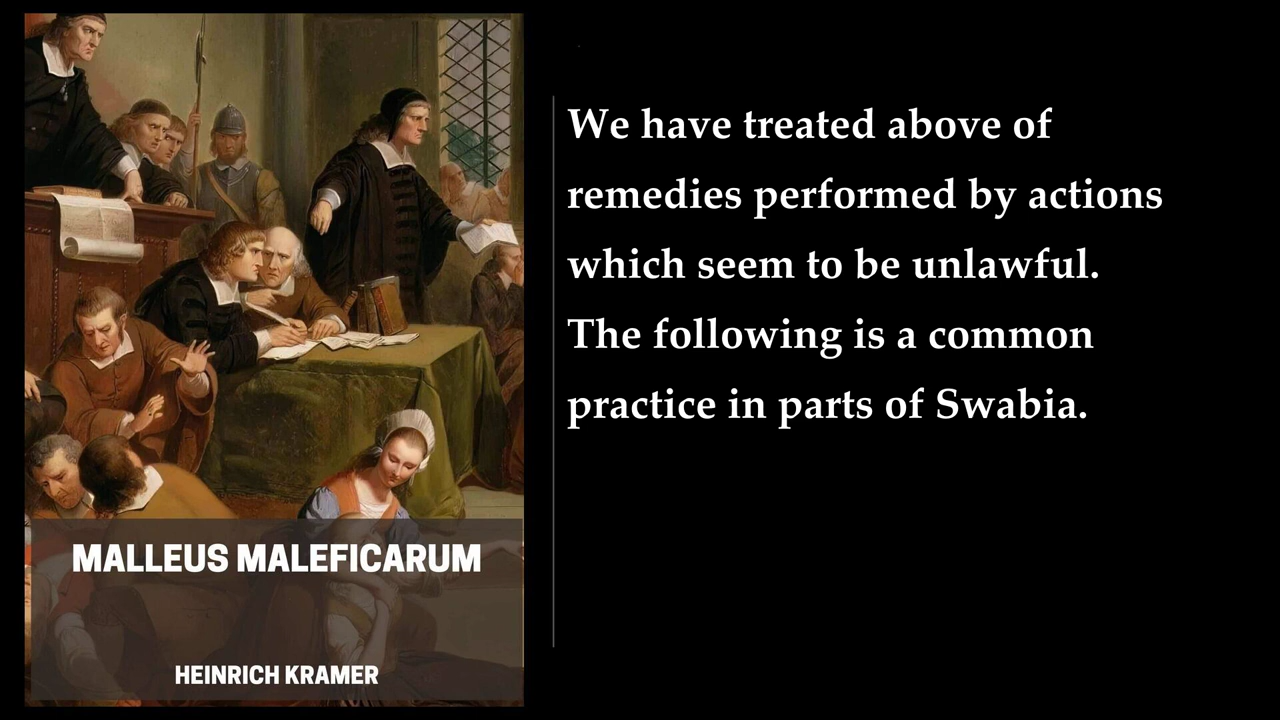 MALLEUS MALEFICARUM
HEINRICH KRAMER
We have treated above of
remedies performed by actions
which seem to be unlawful.
The following is a common
practice in parts of Swabia.